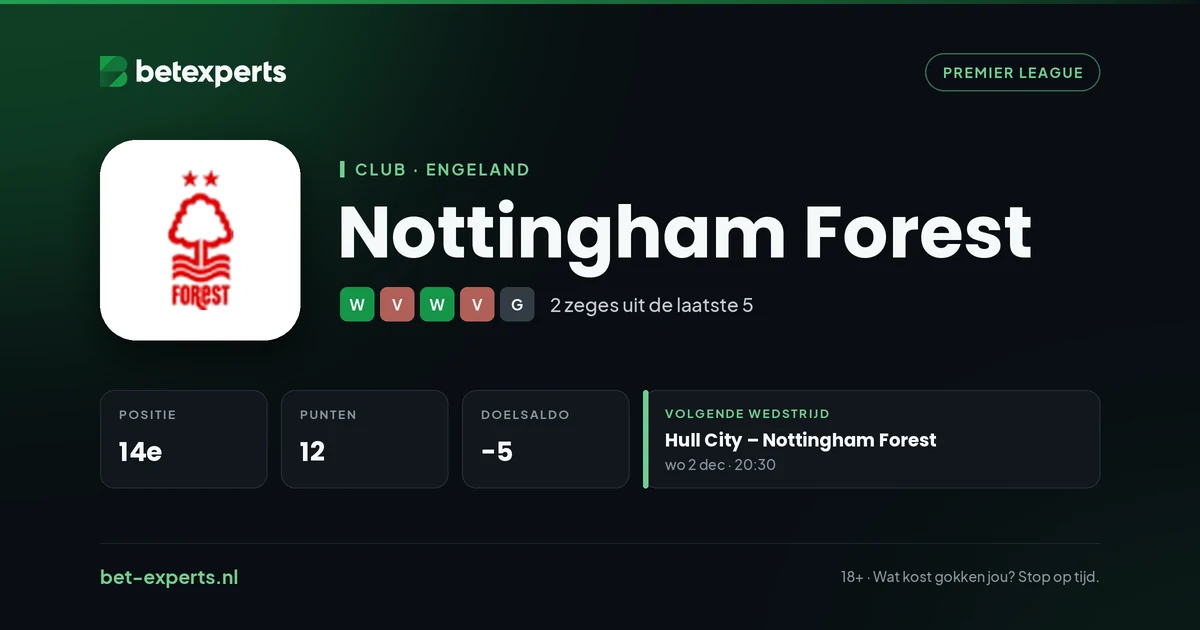 betexperts
PREMIER LEAGUE
FOREST
CLUB · ENGELAND
Nottingham Forest
W V W V G 2 zeges uit de laatste 5
POSITIE
14e
PUNTEN
12
DOELSALDO
-5
VOLGENDE WEDSTRIJD
Hull City – Nottingham Forest
wo 2 dec · 20:30
bet-experts.nl
18+ · Wat kost gokken jou? Stop op tijd.